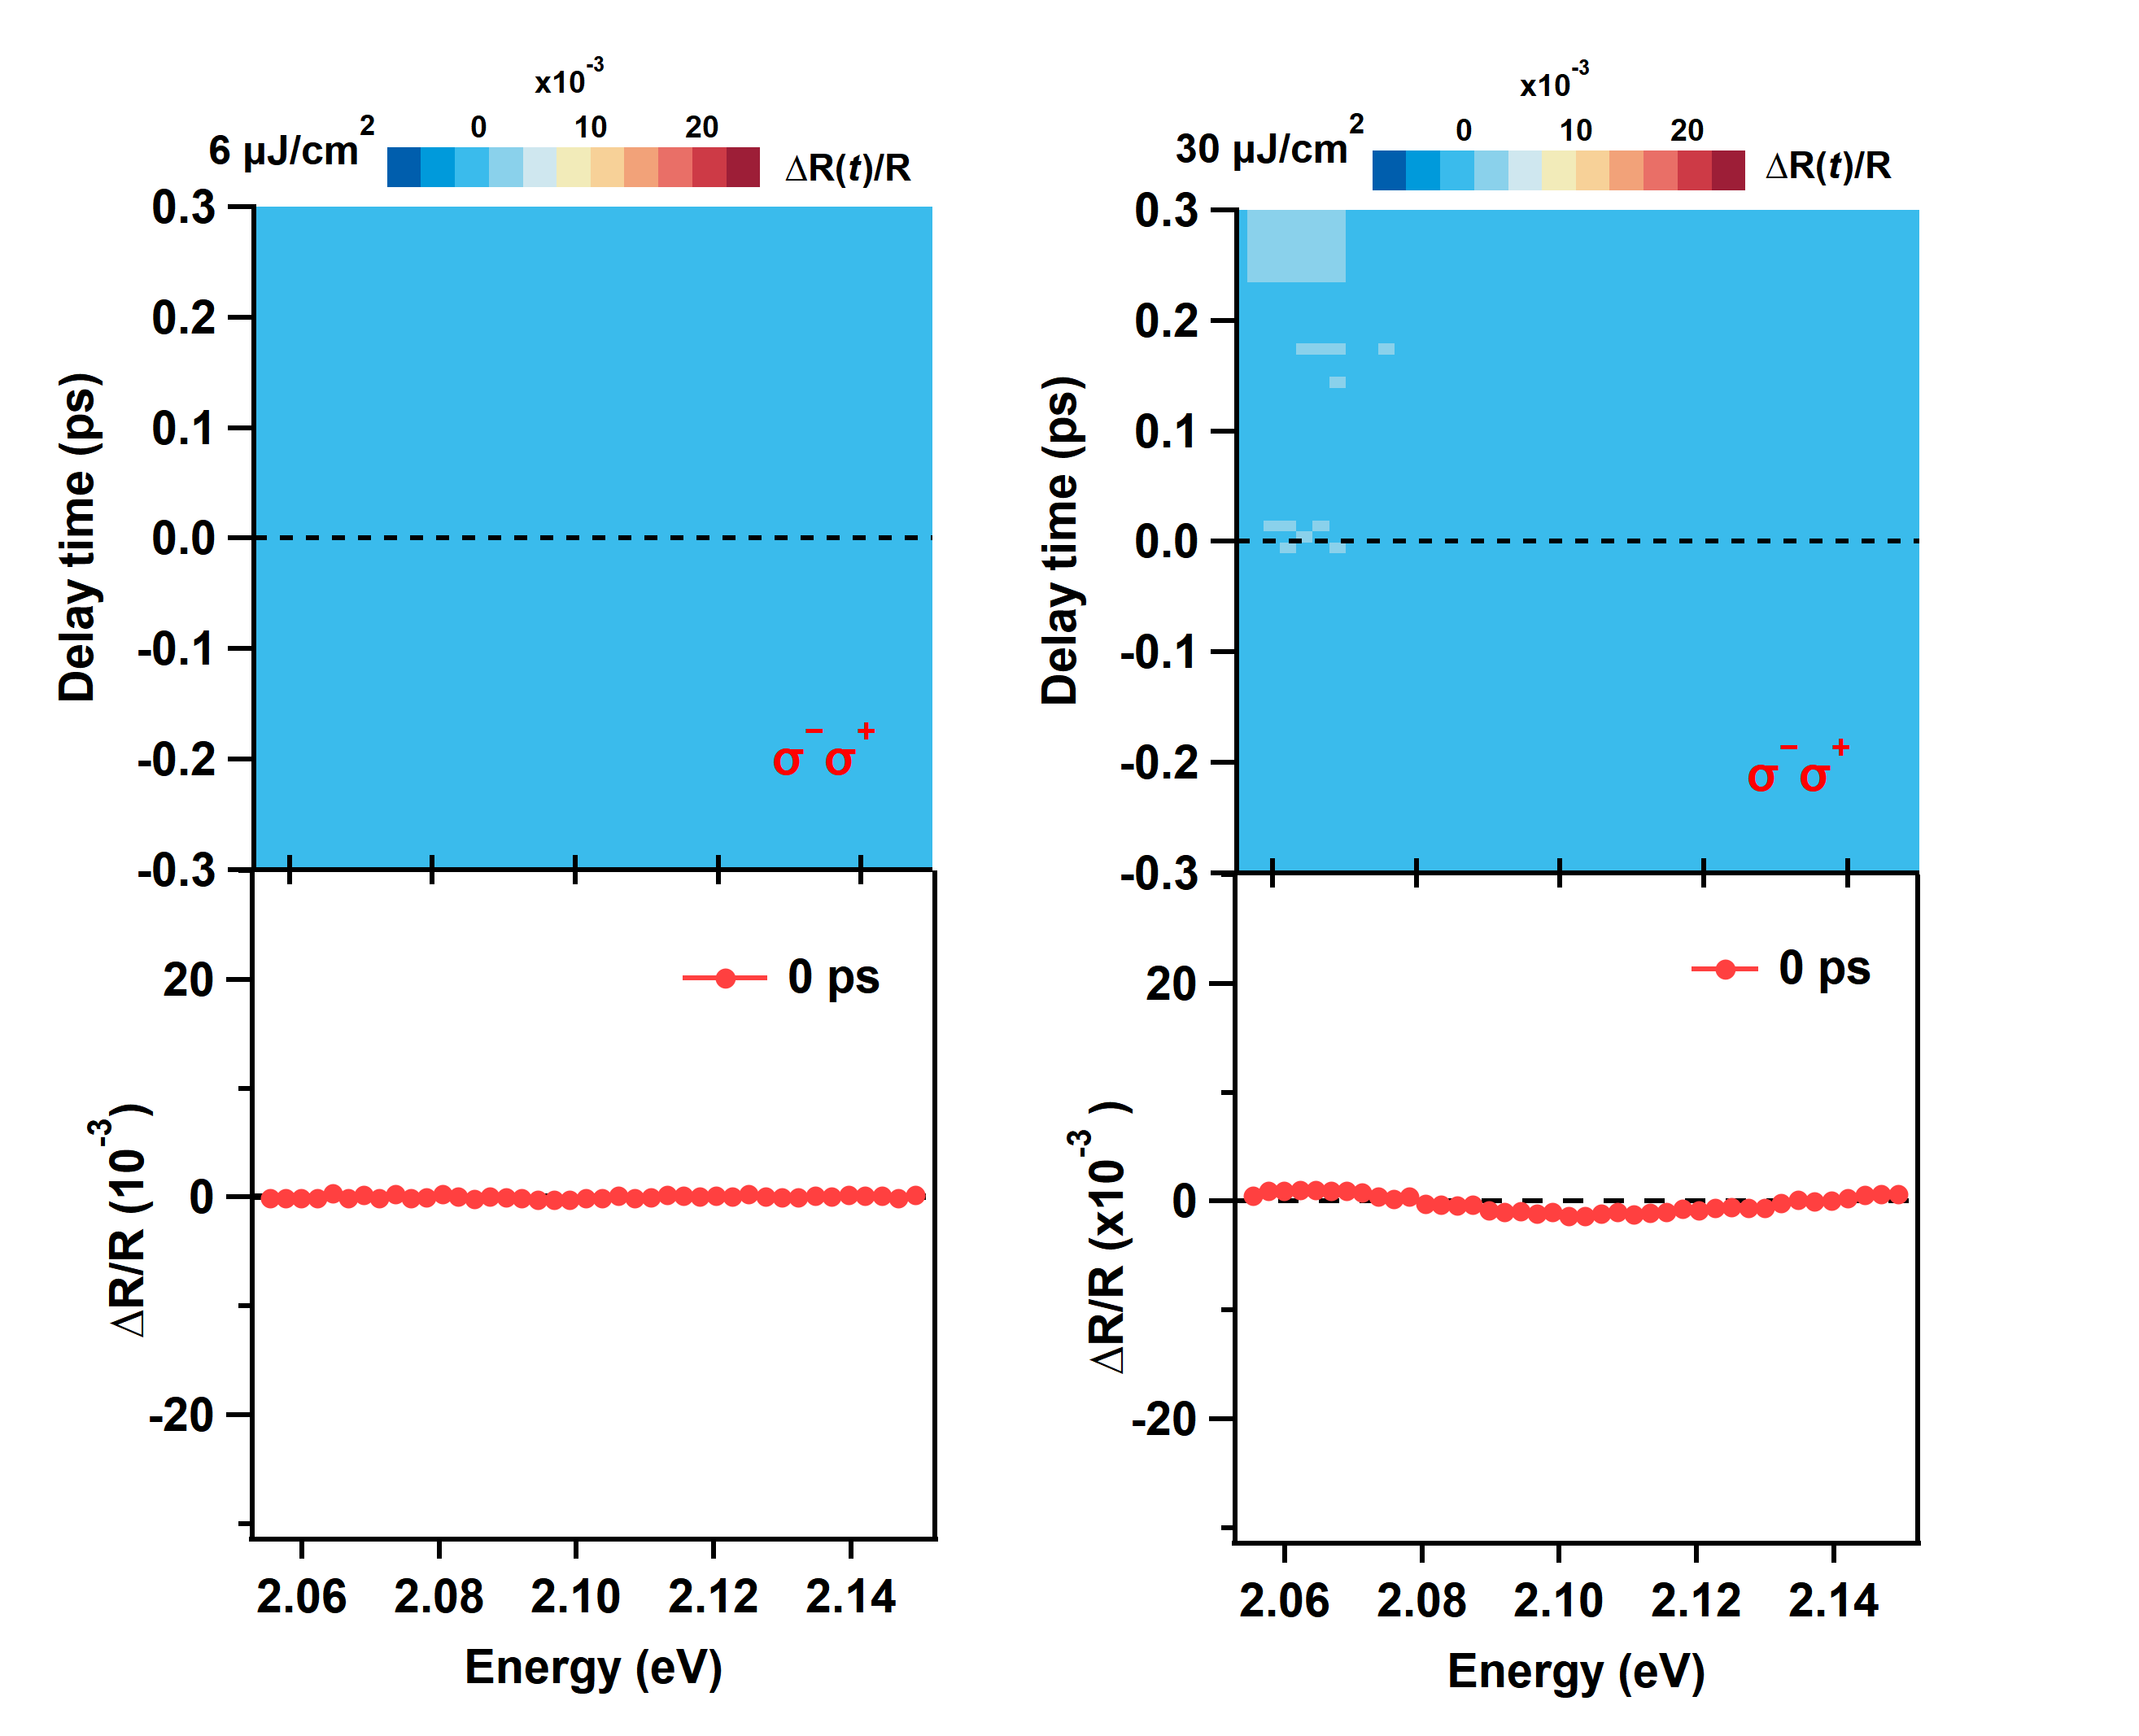 x10⁻³
6 µJ/cm²
0 10 20
ΔR(t)/R
0.3
0.2
0.1
0.0
-0.1
-0.2
-0.3
Delay time (ps)
σ⁻σ⁺
0 ps
20
0
-20
ΔR/R (10⁻³)
2.06 2.08 2.10 2.12 2.14
Energy (eV)
x10⁻³
30 µJ/cm²
0 10 20
ΔR(t)/R
0.3
0.2
0.1
0.0
-0.1
-0.2
-0.3
Delay time (ps)
σ⁻σ⁺
0 ps
20
0
-20
ΔR/R (x10⁻³ )
2.06 2.08 2.10 2.12 2.14
Energy (eV)